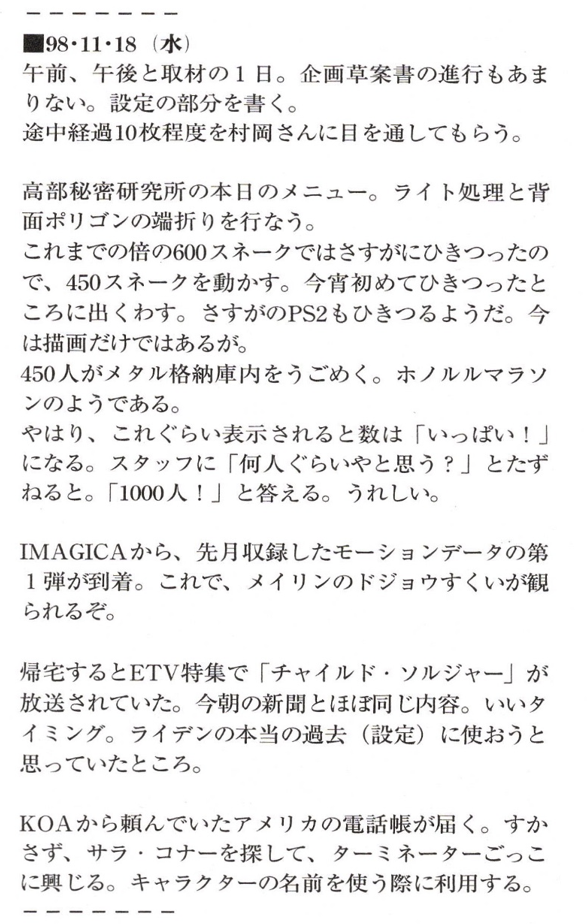 －－－－－－－
■98･11･18（水）
午前、午後と取材の１日。企画草案書の進行もあま
りない。設定の部分を書く。
途中経過10枚程度を村岡さんに目を通してもらう。
高部秘密研究所の本日のメニュー。ライト処理と背
面ポリゴンの端折りを行なう。
これまでの倍の600スネークではさすがにひきつったの
で、450スネークを動かす。今宵初めてひきつったと
ころに出くわす。さすがのPS2もひきつるようだ。今
は描画だけではあるが。
450人がメタル格納庫内をうごめく。ホノルルマラソ
ンのようである。
やはり、これぐらい表示されると数は「いっぱい！」
になる。スタッフに「何人ぐらいやと思う？」とたず
ねると。「1000人！」と答える。うれしい。
IMAGICAから、先月収録したモーションデータの第
１弾が到着。これで、メイリンのドジョウすくいが観
られるぞ。
帰宅するとETV特集で「チャイルド・ソルジャー」が
放送されていた。今朝の新聞とほぼ同じ内容。いいタ
イミング。ライデンの本当の過去（設定）に使おうと
思っていたところ。
KOAから頼んでいたアメリカの電話帳が届く。すか
さず、サラ・コナーを探して、ターミネーターごっこ
に興じる。キャラクターの名前を使う際に利用する。
－－－－－－－